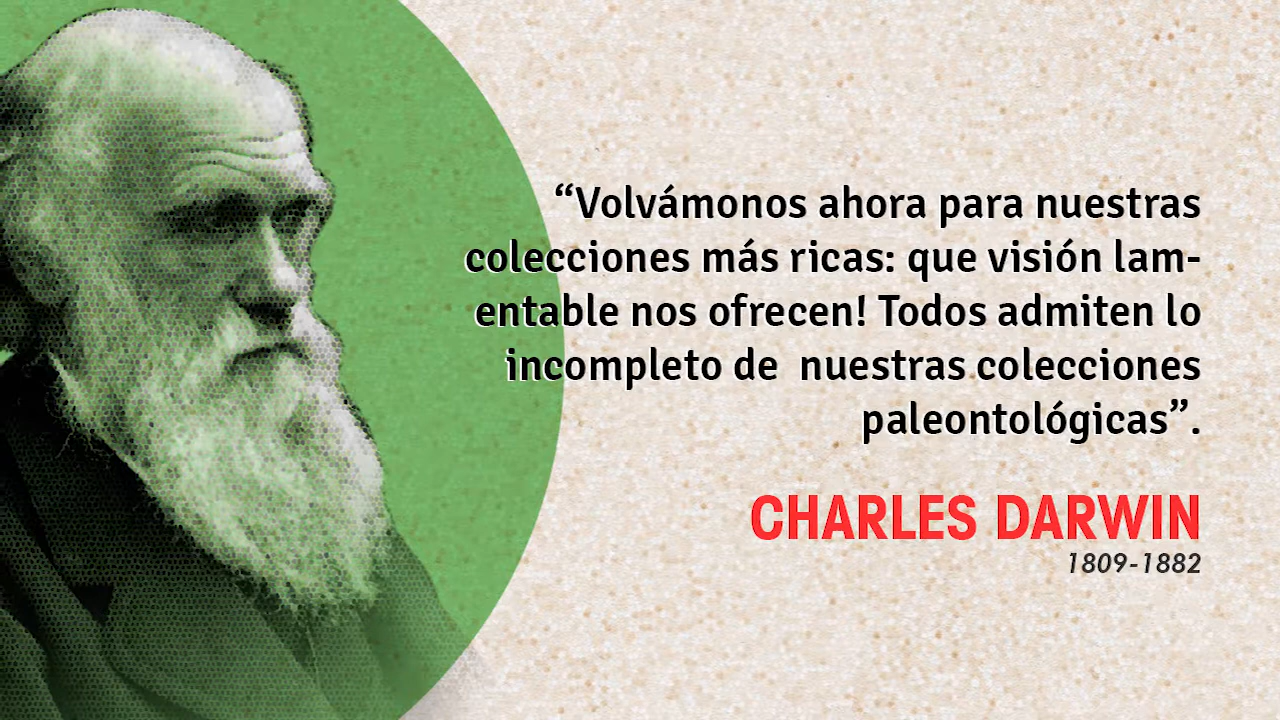 “Volvámonos ahora para nuestras
colecciones más ricas: que visión lam-
entable nos ofrecen! Todos admiten lo
incompleto de  nuestras colecciones
paleontológicas”.
CHARLES DARWIN
1809-1882